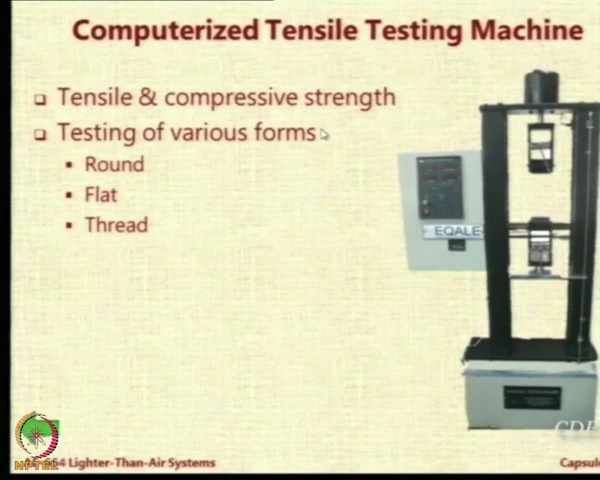 Computerized Tensile Testing Machine
❑ Tensile & compressive strength
❑ Testing of various forms
▪ Round
▪ Flat
▪ Thread
EQALE
NPTEL
64 Lighter-Than-Air Systems
Capsul